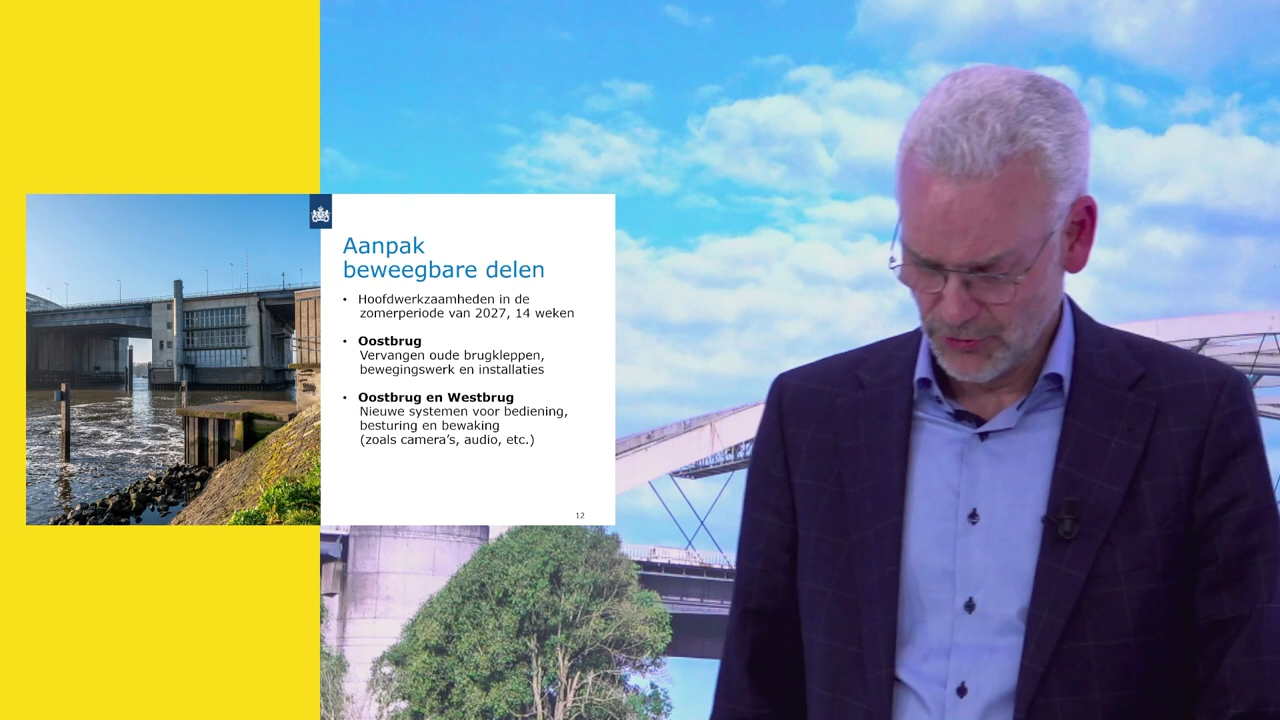 Aanpak
beweegbare delen
• Hoofdwerkzaamheden in de
zomerperiode van 2027, 14 weken
• Oostbrug
Vervangen oude brugkleppen,
bewegingswerk en installaties
• Oostbrug en Westbrug
Nieuwe systemen voor bediening,
besturing en bewaking
(zoals camera’s, audio, etc.)
12